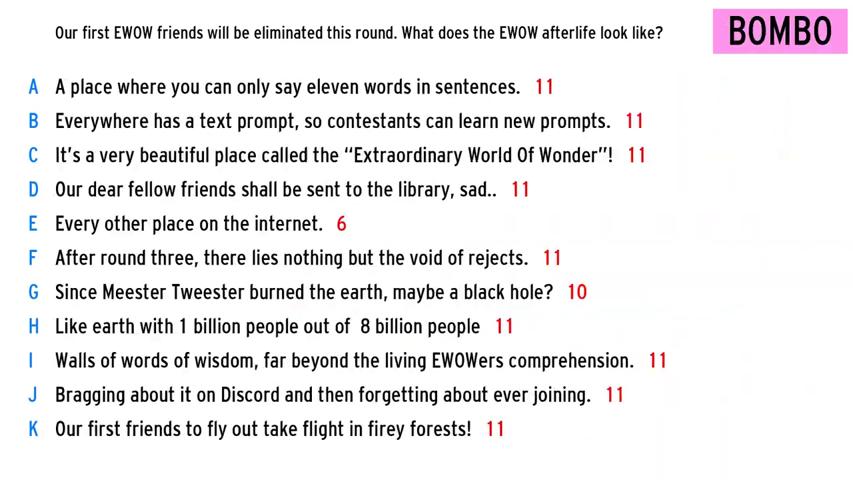 Our first EWOW friends will be eliminated this round. What does the EWOW afterlife look like?
BOMBO
A A place where you can only say eleven words in sentences. 11
B Everywhere has a text prompt, so contestants can learn new prompts. 11
C It's a very beautiful place called the “Extraordinary World Of Wonder”! 11
D Our dear fellow friends shall be sent to the library, sad.. 11
E Every other place on the internet. 6
F After round three, there lies nothing but the void of rejects. 11
G Since Meester Tweester burned the earth, maybe a black hole? 10
H Like earth with 1 billion people out of 8 billion people 11
I Walls of words of wisdom, far beyond the living EWOWers comprehension. 11
J Bragging about it on Discord and then forgetting about ever joining. 11
K Our first friends to fly out take flight in firey forests! 11